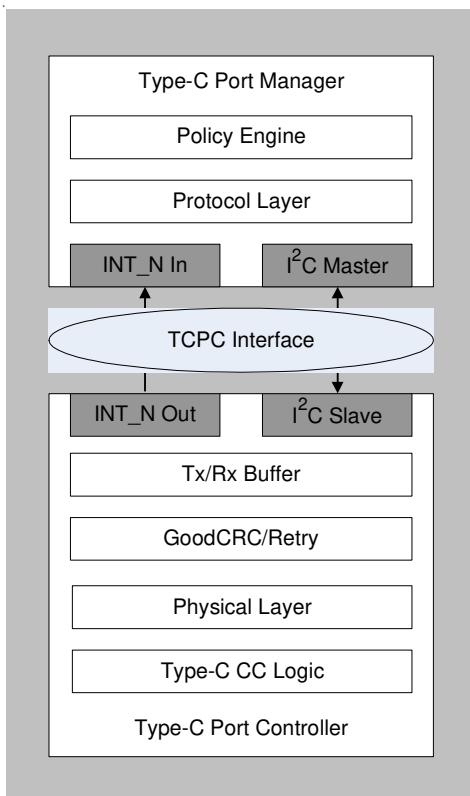 Type-C Port Manager
Policy Engine
Protocol Layer
INT_N In I²C Master
TCPC Interface
INT_N Out I²C Slave
Tx/Rx Buffer
GoodCRC/Retry
Physical Layer
Type-C CC Logic
Type-C Port Controller